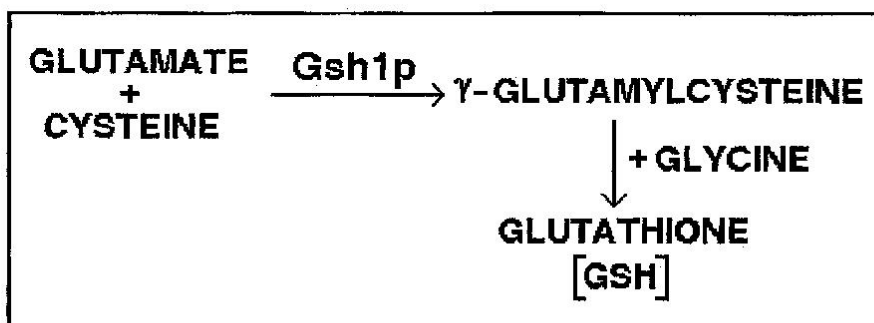 GLUTAMATE
+
CYSTEINE
Gsh1p
γ-GLUTAMYLCYSTEINE
+ GLYCINE
GLUTATHIONE
[GSH]